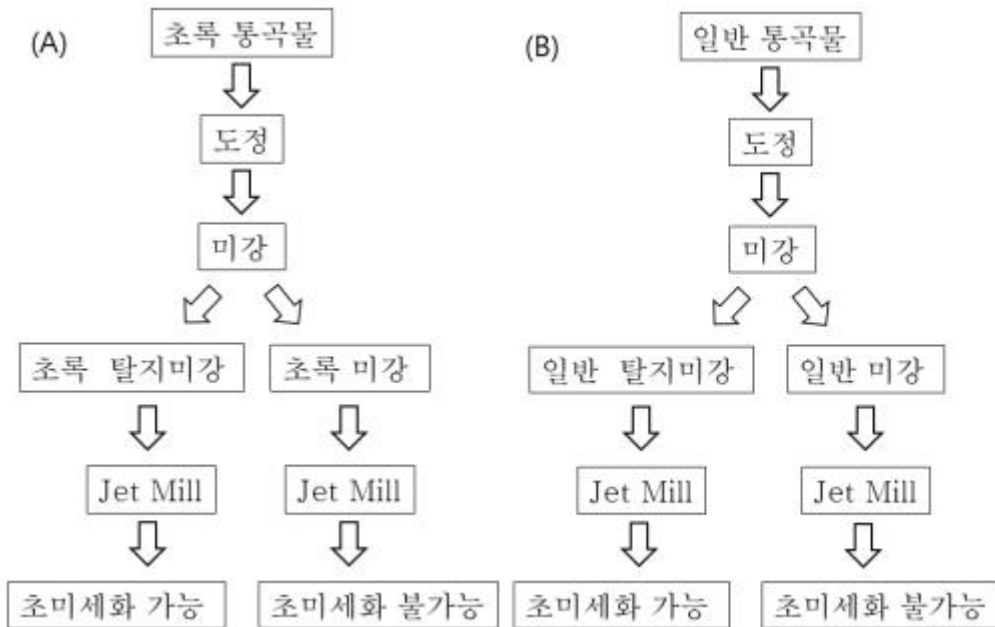 (A)
초록 통곡물
도정
미강
초록 탈지미강
초록 미강
Jet Mill
Jet Mill
초미세화 가능
초미세화 불가능
(B)
일반 통곡물
도정
미강
일반 탈지미강
일반 미강
Jet Mill
Jet Mill
초미세화 가능
초미세화 불가능